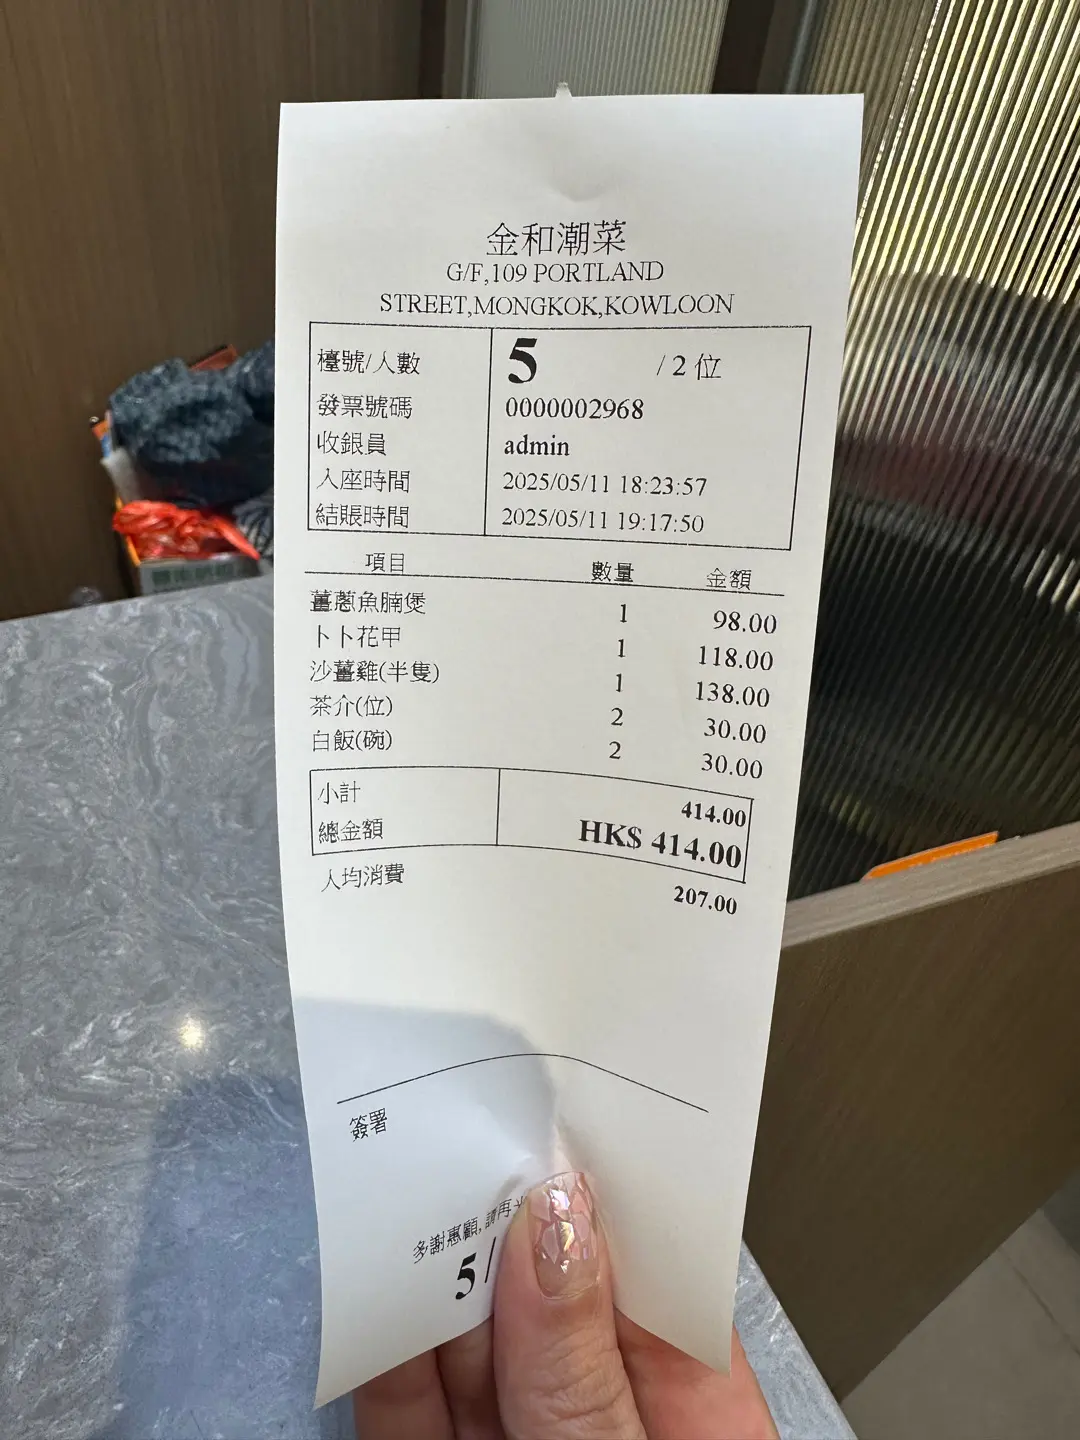 金和潮菜
G/F,109 PORTLAND
STREET,MONGKOK,KOWLOON
檯號/人數 5 / 2 位
發票號碼 0000002968
收銀員 admin
入座時間 2025/05/11 18:23:57
結賬時間 2025/05/11 19:17:50
項目 數量 金額
薑蔥魚腩煲 1 98.00
卜卜花甲 1 118.00
沙薑雞(半隻) 1 138.00
茶介(位) 2 30.00
白飯(碗) 2 30.00
小計 414.00
總金額 HK$ 414.00
人均消費 207.00
簽署
多謝惠顧,請再
5/